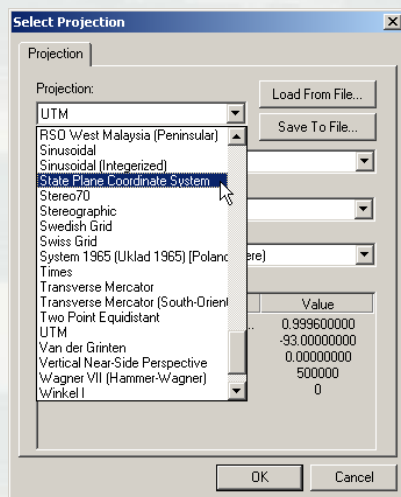 Select Projection
Projection
Projection:
Load From File...
UTM
Save To File...
RSO West Malaysia (Peninsular)
Sinusoidal
Sinusoidal (Integerized)
State Plane Coordinate System
Stereo70
Stereographic
Swedish Grid
Swiss Grid
System 1965 (Uklad 1965) [Polanc ere)
Times
Transverse Mercator
Transverse Mercator (South-Orient
Value
Two Point Equidistant
... 0.999600000
UTM
-93.00000000
Van der Grinten
0.00000000
Vertical Near-Side Perspective
500000
Wagner VII (Hammer-Wagner)
0
Winkel I
OK
Cancel